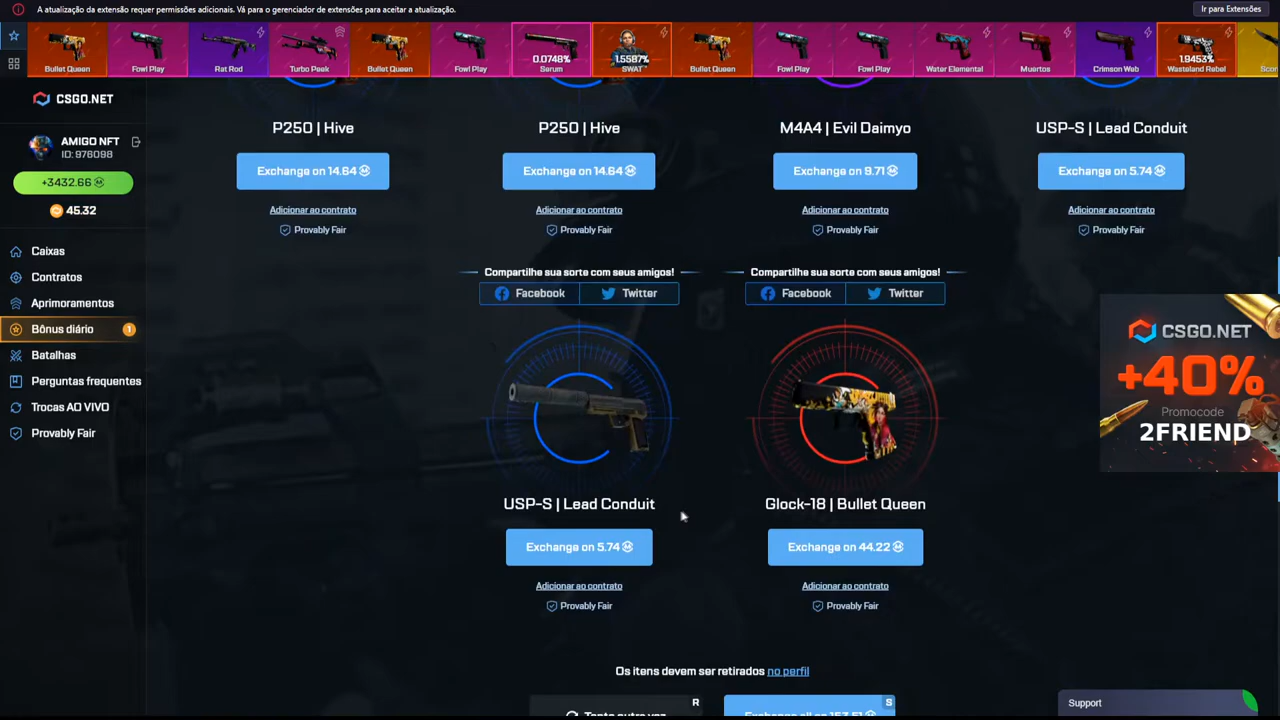 A atualização da extensão requer permissões adicionais. Vá para o gerenciador de extensões para aceitar a atualização.
Ir para Extensões
Bullet Queen
Fowl Play
Rat Rod
Turbo Peek
Bullet Queen
Fowl Play
0.0748%
Serum
1.5587%
SWAT
Bullet Queen
Fowl Play
Fowl Play
Water Elemental
Muertos
Crimson Web
1.9453%
Wasteland Rebel
CSGO.NET
AMIGO NFT
ID: 976098
+3432.66
45.32
Caixas
Contratos
Aprimoramentos
Bônus diário
1
Batalhas
Perguntas frequentes
Trocas AO VIVO
Provably Fair
P250 | Hive
P250 | Hive
M4A4 | Evil Daimyo
USP-S | Lead Conduit
Exchange on 14.64
Exchange on 14.64
Exchange on 9.71
Exchange on 5.74
Adicionar ao contrato
Adicionar ao contrato
Adicionar ao contrato
Adicionar ao contrato
Provably Fair
Provably Fair
Provably Fair
Provably Fair
Compartilhe sua sorte com seus amigos!
Compartilhe sua sorte com seus amigos!
Facebook
Twitter
Facebook
Twitter
USP-S | Lead Conduit
Glock-18 | Bullet Queen
Exchange on 5.74
Exchange on 44.22
Adicionar ao contrato
Adicionar ao contrato
Provably Fair
Provably Fair
Os itens devem ser retirados no perfil
R
S
Tente outra vez
Exchange all on 153.51
CSGO.NET
+40%
Promocode
2FRIEND
Support